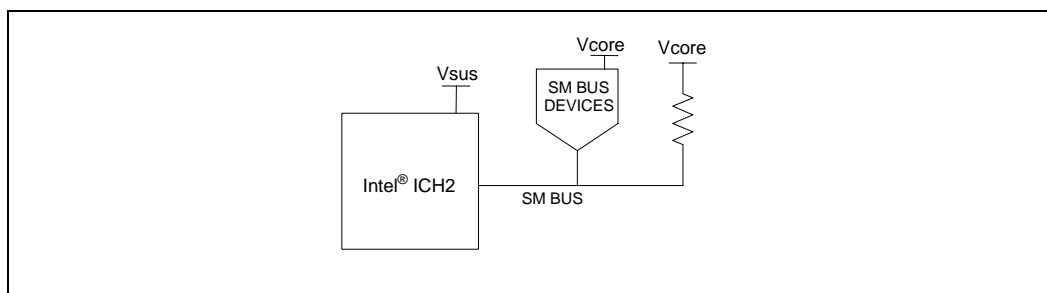 Vcore
Vcore
Vsus
SM BUS
DEVICES
Intel® ICH2
SM BUS